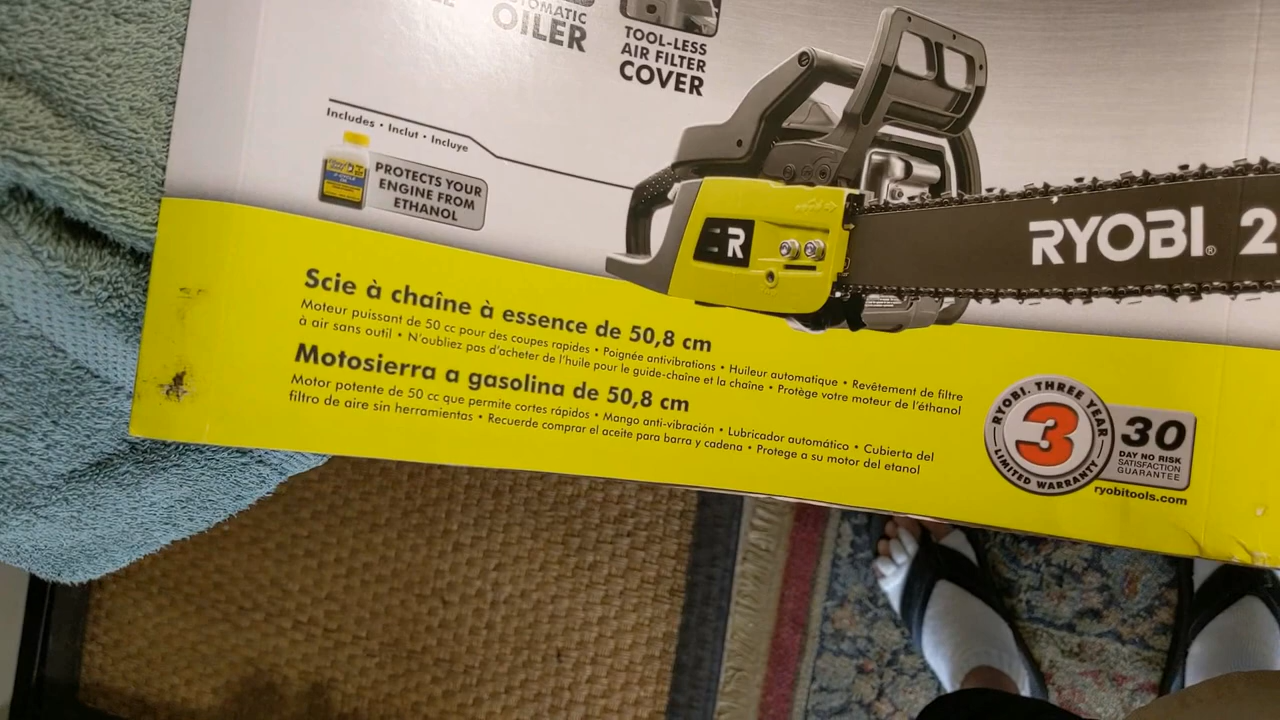 OILER
TOOL-LESS
AIR FILTER
COVER
Includes • Inclut • Incluye
PROTECTS YOUR
ENGINE FROM
ETHANOL
R
RYOBI® 2
Scie à chaîne à essence de 50,8 cm
Moteur puissant de 50 cc pour des coupes rapides • Poignée antivibrations • Huileur automatique • Revêtement de filtre
à air sans outil • N'oubliez pas d'acheter de l'huile pour le guide-chaîne et la chaîne • Protège votre moteur de l'éthanol
Motosierra a gasolina de 50,8 cm
Motor potente de 50 cc que permite cortes rápidos • Mango anti-vibración • Lubricador automático • Cubierta del
filtro de aire sin herramientas • Recuerde comprar el aceite para barra y cadena • Protege a su motor del etanol
RYOBI. THREE YEAR
3
LIMITED WARRANTY
30
DAY NO RISK
SATISFACTION
GUARANTEE
ryobitools.com